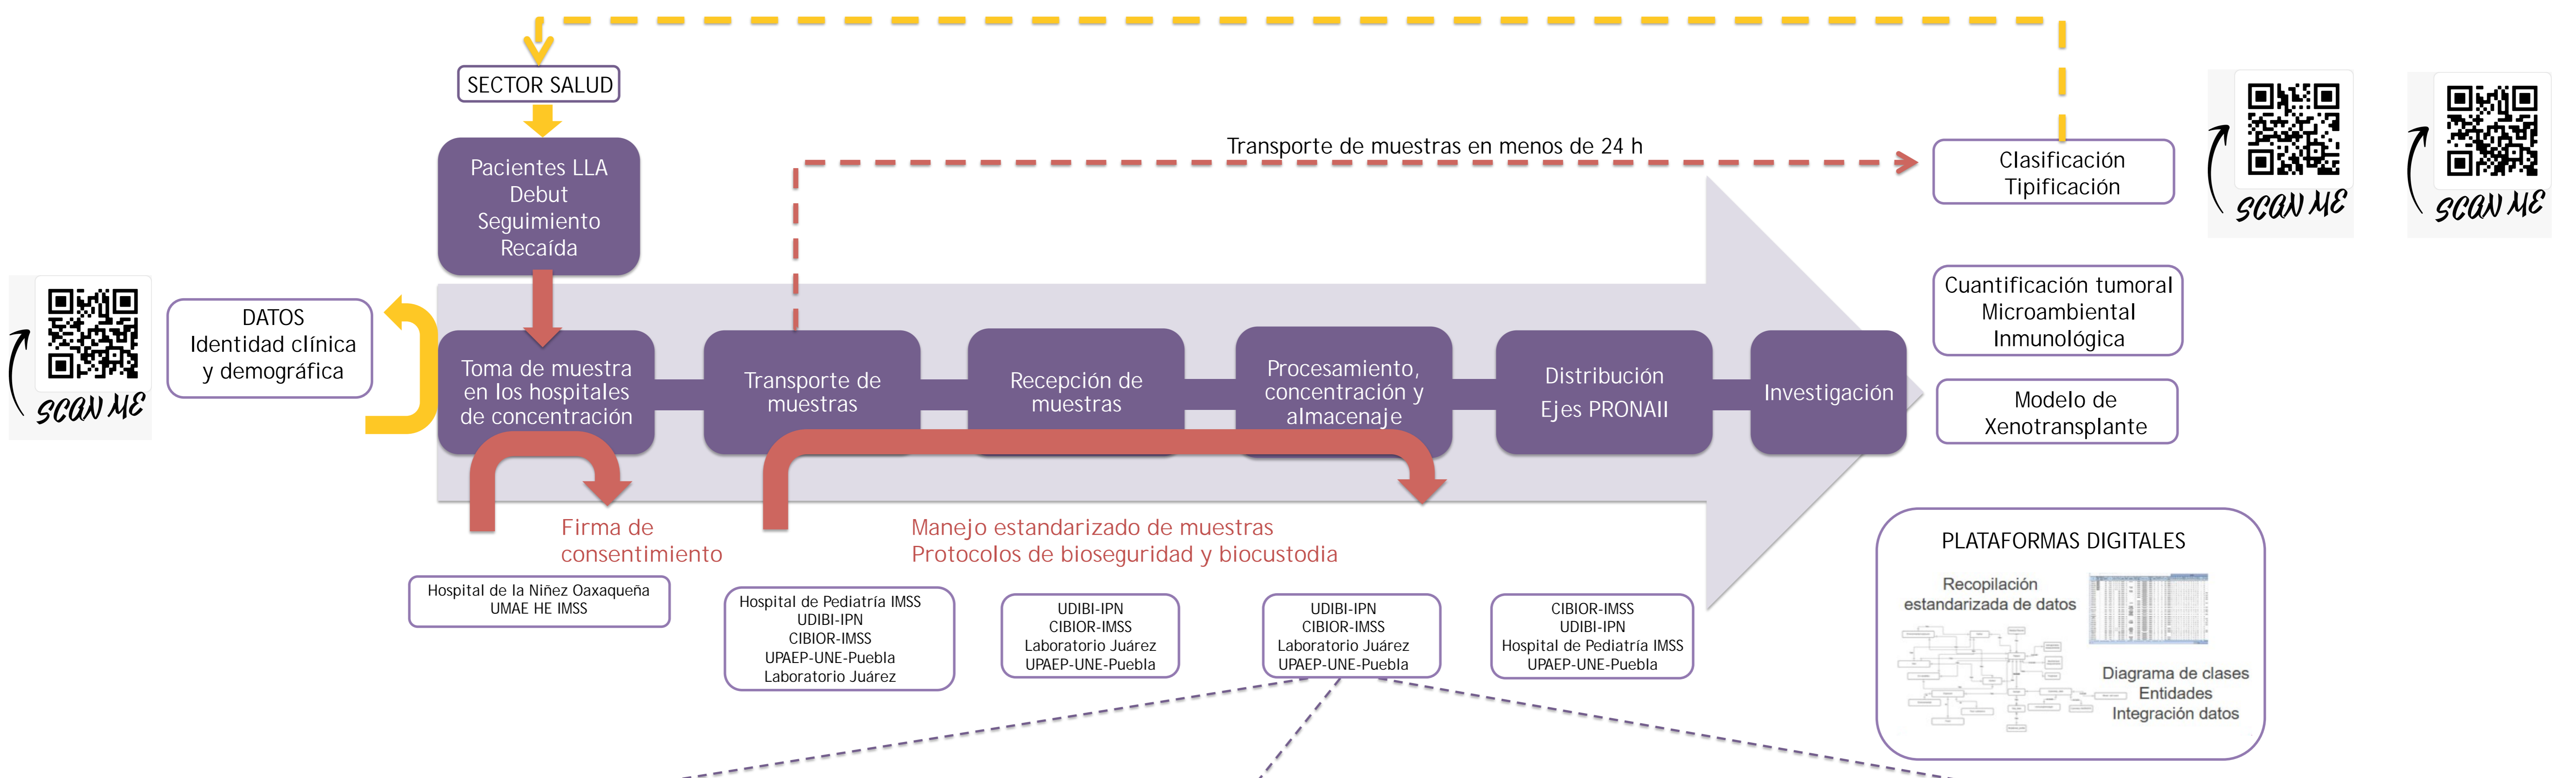 SECTOR SALUD
Pacientes LLA
Debut
Seguimiento
Recaída
Transporte de muestras en menos de 24 h
Clasificación
Tipificación
SCAN ME
SCAN ME
SCAN ME
DATOS
Identidad clínica
y demográfica
Toma de muestra
en los hospitales
de concentración
Transporte de
muestras
Recepción de
muestras
Procesamiento,
concentración y
almacenaje
Distribución
Ejes PRONAII
Investigación
Cuantificación tumoral
Microambiental
Inmunológica
Modelo de
Xenotransplante
Firma de
consentimiento
Manejo estandarizado de muestras
Protocolos de bioseguridad y biocustodia
Hospital de la Niñez Oaxaqueña
UMAE HE IMSS
Hospital de Pediatría IMSS
UDIBI-IPN
CIBIOR-IMSS
UPAEP-UNE-Puebla
Laboratorio Juárez
UDIBI-IPN
CIBIOR-IMSS
Laboratorio Juárez
UPAEP-UNE-Puebla
UDIBI-IPN
CIBIOR-IMSS
Laboratorio Juárez
UPAEP-UNE-Puebla
CIBIOR-IMSS
UDIBI-IPN
Hospital de Pediatría IMSS
UPAEP-UNE-Puebla
PLATAFORMAS DIGITALES
Recopilación
estandarizada de datos
Diagrama de clases
Entidades
Integración datos